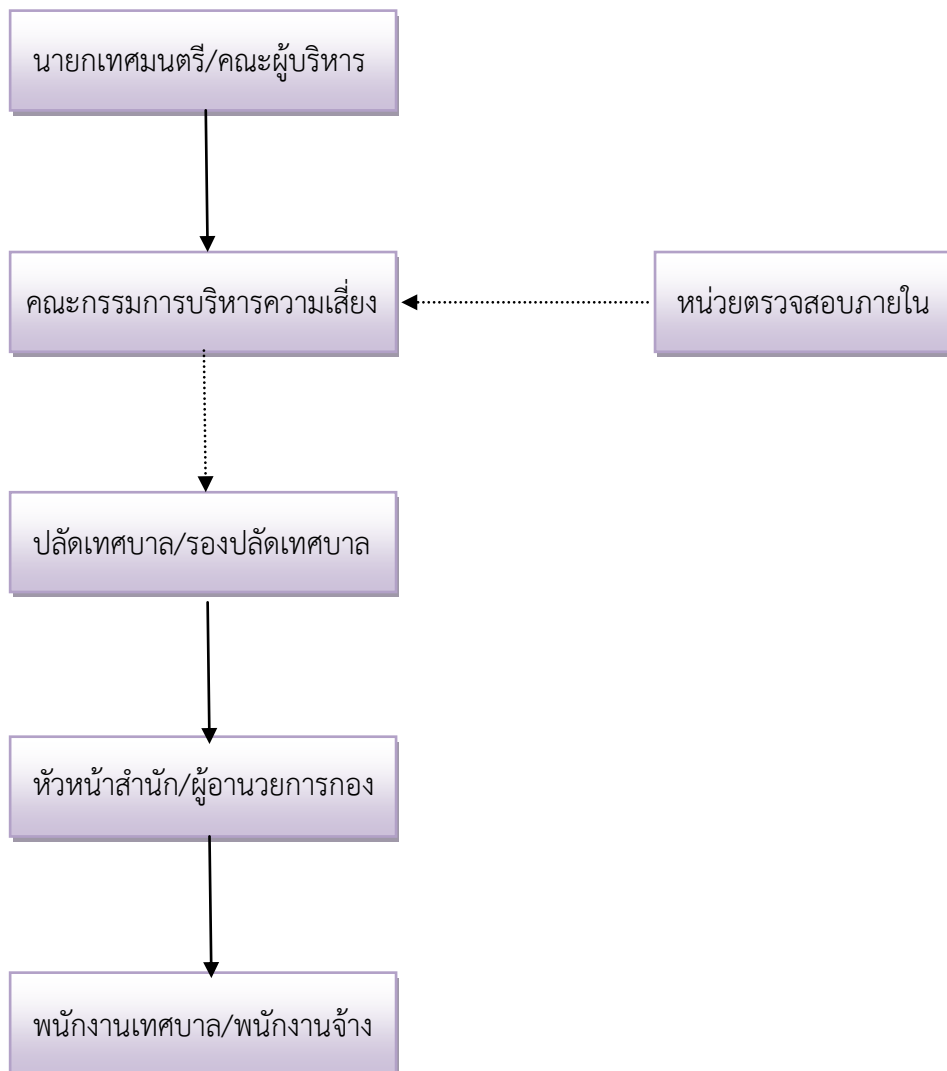 นายกเทศมนตรี/คณะผู้บริหาร
คณะกรรมการบริหารความเสี่ยง
หน่วยตรวจสอบภายใน
ปลัดเทศบาล/รองปลัดเทศบาล
หัวหน้าสำนัก/ผู้อานวยการกอง
พนักงานเทศบาล/พนักงานจ้าง